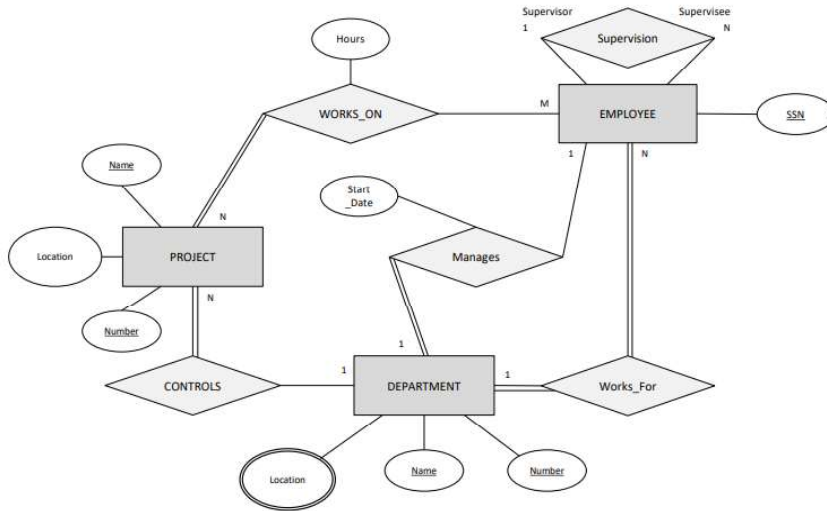 Supervisor
Supervisee
1
Supervision
N
Hours
WORKS_ON
M
EMPLOYEE
SSN
Name
1
N
Start
_Date
N
Location
PROJECT
Manages
N
Number
1
CONTROLS
1
DEPARTMENT
1
Works_For
Location
Name
Number